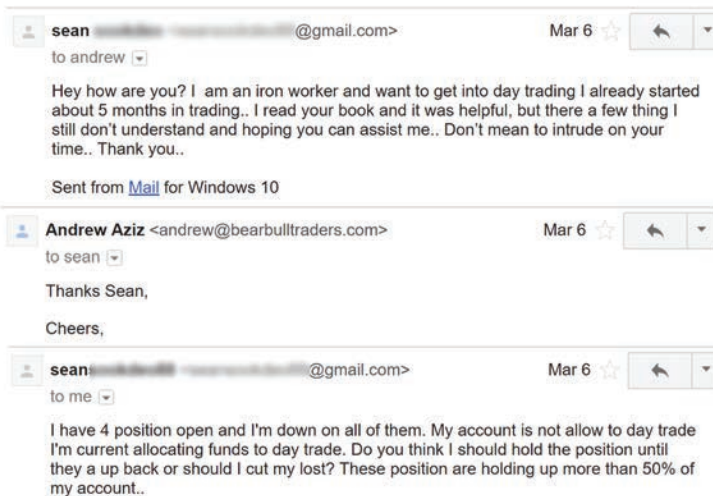 sean @gmail.com> Mar 6
to andrew
Hey how are you? I am an iron worker and want to get into day trading I already started
about 5 months in trading.. I read your book and it was helpful, but there a few thing I
still don't understand and hoping you can assist me.. Don't mean to intrude on your
time.. Thank you..
Sent from Mail for Windows 10
Andrew Aziz <andrew@bearbulltraders.com> Mar 6
to sean
Thanks Sean,
Cheers,
sean @gmail.com> Mar 6
to me
I have 4 position open and I'm down on all of them. My account is not allow to day trade
I'm current allocating funds to day trade. Do you think I should hold the position until
they a up back or should I cut my lost? These position are holding up more than 50% of
my account..